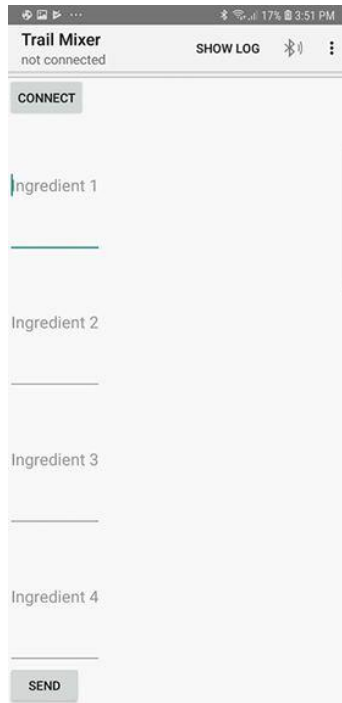 17% 3:51 PM
Trail Mixer
not connected
SHOW LOG
CONNECT
Ingredient 1
Ingredient 2
Ingredient 3
Ingredient 4
SEND